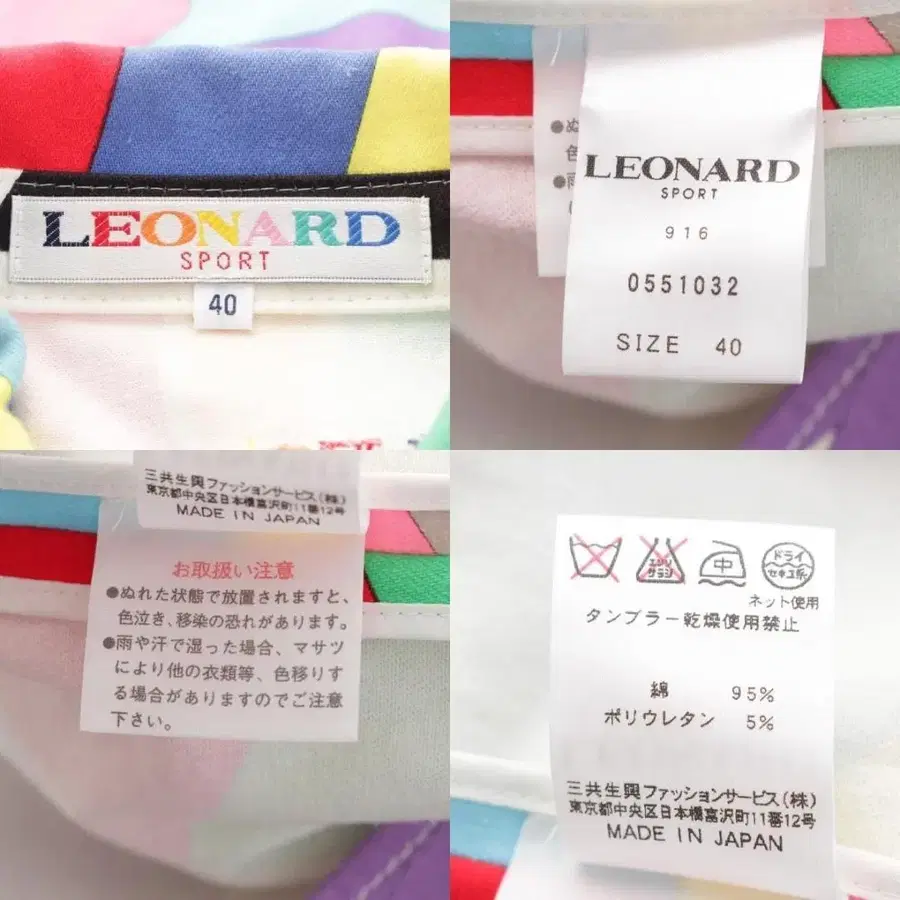 LEONARD
SPORT
40
●ぬ
色
●雨
LEONARD
SPORT
916
0551032
SIZE 40
三共生興ファッションサービス(株)
東京都中央区日本橋富沢町11番12号
MADE IN JAPAN
お取扱い注意
●ぬれた状態で放置されますと、
色泣き、移染の恐れがあります。
●雨や汗で湿った場合、マサツ
により他の衣類等、色移りす
る場合がありますのでご注意
下さい。
エンソ
サラシ
中
ドライ
セキユ系
ネット使用
タンブラー乾燥使用禁止
綿 95%
ポリウレタン 5%
三共生興ファッションサービス(株)
東京都中央区日本橋富沢町11番12号
MADE IN JAPAN